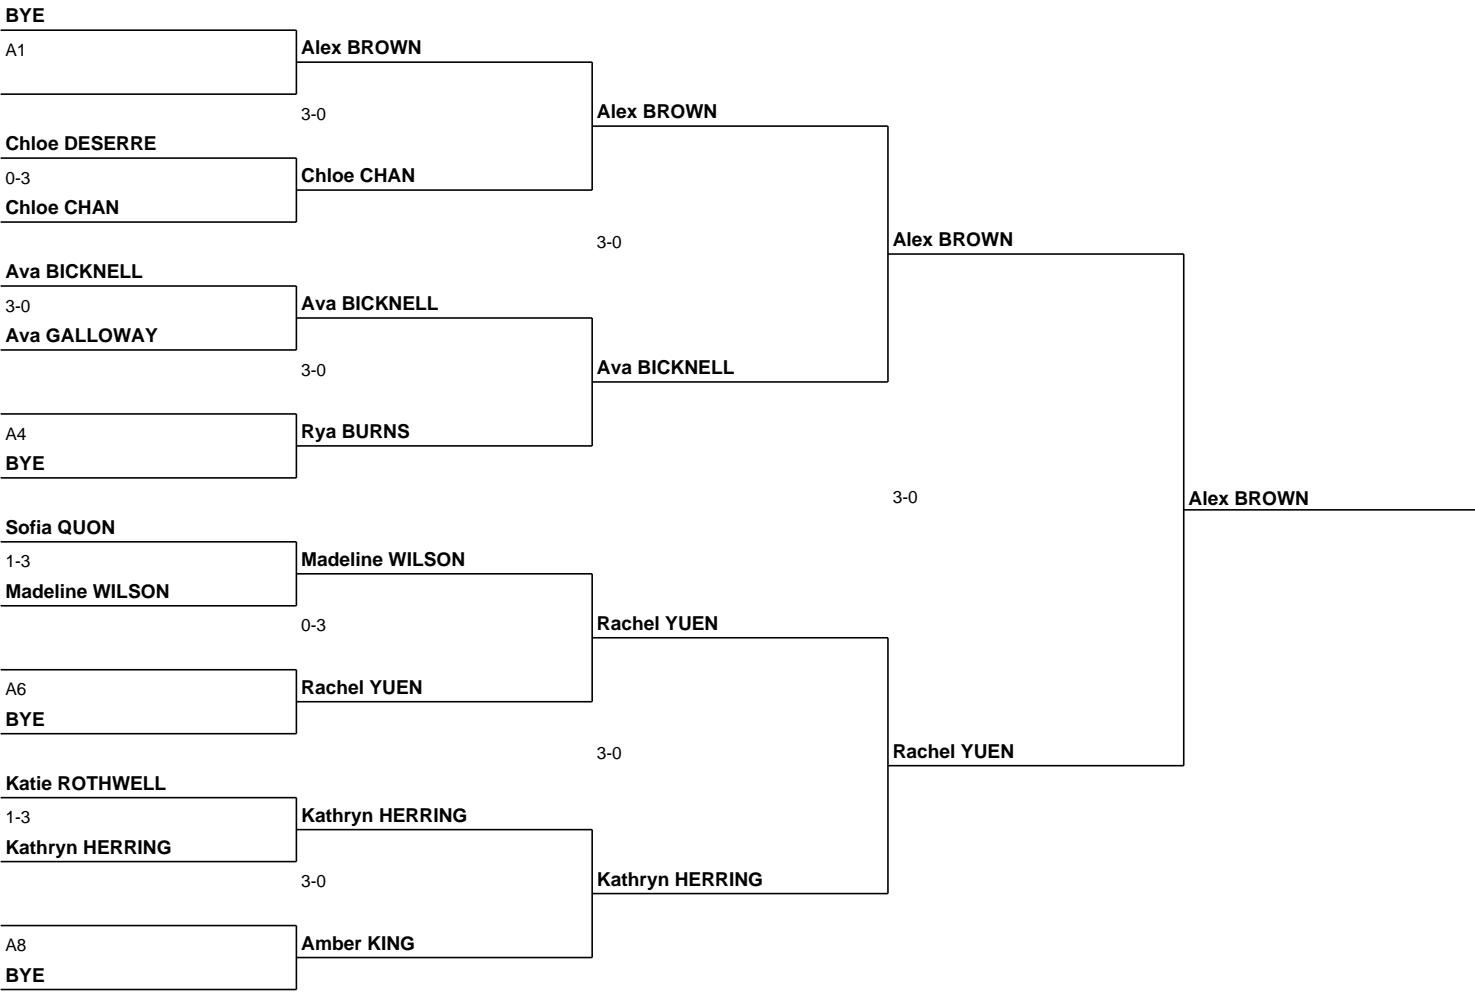 BYE
A1
Alex BROWN
3-0
Alex BROWN
Chloe DESERRE
0-3
Chloe CHAN
Chloe CHAN
3-0
Alex BROWN
Ava BICKNELL
3-0
Ava BICKNELL
Ava GALLOWAY
3-0
Ava BICKNELL
A4
Rya BURNS
BYE
3-0
Alex BROWN
Sofia QUON
1-3
Madeline WILSON
Madeline WILSON
0-3
Rachel YUEN
A6
Rachel YUEN
BYE
3-0
Rachel YUEN
Katie ROTHWELL
1-3
Kathryn HERRING
Kathryn HERRING
3-0
Kathryn HERRING
A8
Amber KING
BYE